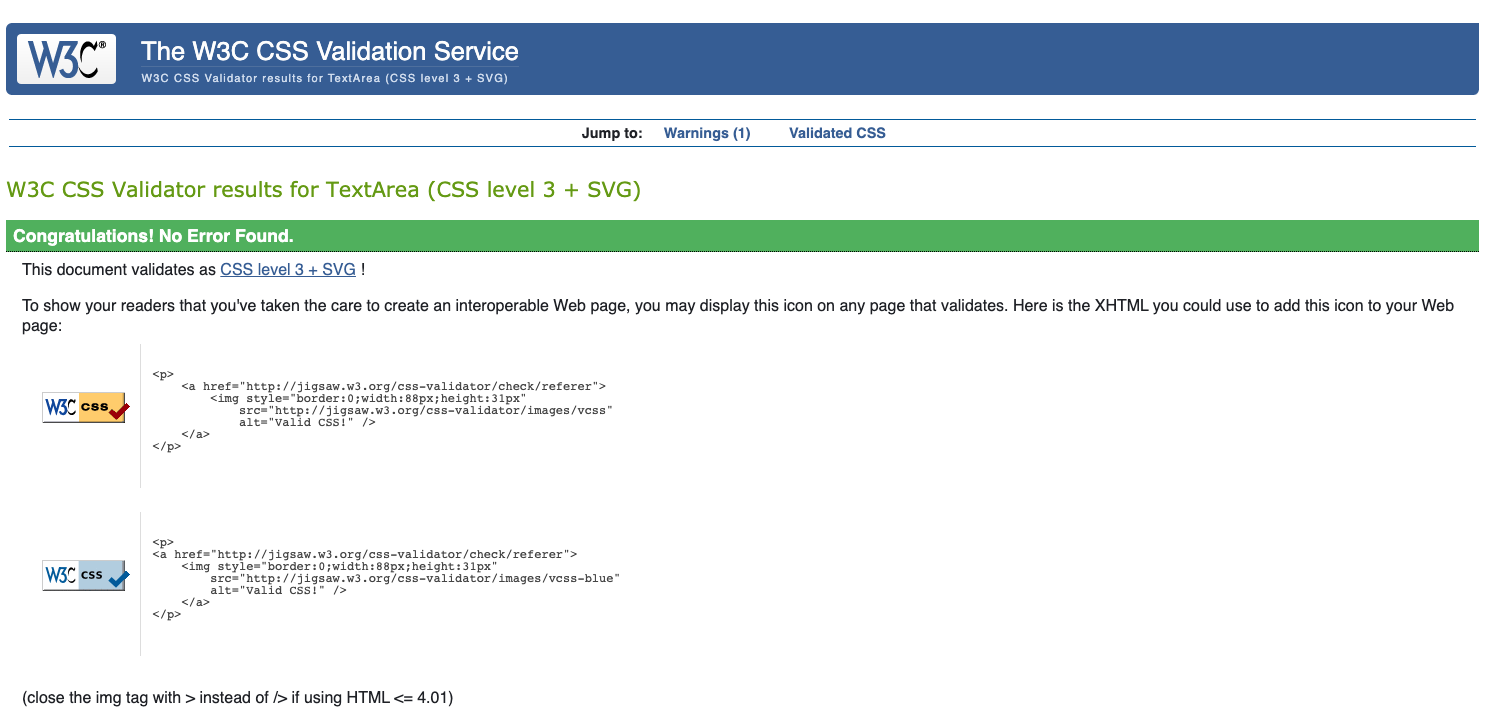 W3C®
The W3C CSS Validation Service
W3C CSS Validator results for TextArea (CSS level 3 + SVG)
Jump to: Warnings (1) Validated CSS
W3C CSS Validator results for TextArea (CSS level 3 + SVG)
Congratulations! No Error Found.
This document validates as CSS level 3 + SVG !
To show your readers that you've taken the care to create an interoperable Web page, you may display this icon on any page that validates. Here is the XHTML you could use to add this icon to your Web
page:
W3C css
<p>
    <a href="http://jigsaw.w3.org/css-validator/check/referer">
        <img style="border:0;width:88px;height:31px"
            src="http://jigsaw.w3.org/css-validator/images/vcss"
            alt="Valid CSS!" />
    </a>
</p>
W3C css
<p>
<a href="http://jigsaw.w3.org/css-validator/check/referer">
    <img style="border:0;width:88px;height:31px"
        src="http://jigsaw.w3.org/css-validator/images/vcss-blue"
        alt="Valid CSS!" />
    </a>
</p>
(close the img tag with > instead of /> if using HTML <= 4.01)